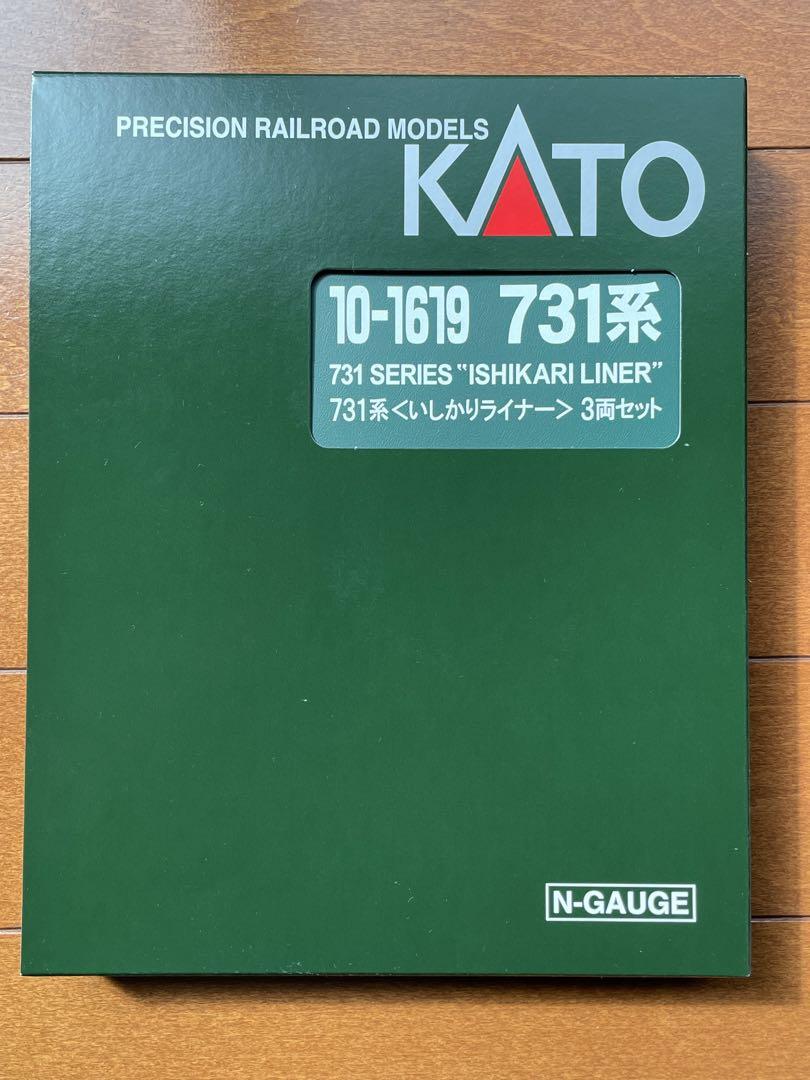 PRECISION RAILROAD MODELS
KATO
10-1619 731系
731 SERIES "ISHIKARI LINER"
731系<いしかりライナー> 3両セット
N-GAUGE